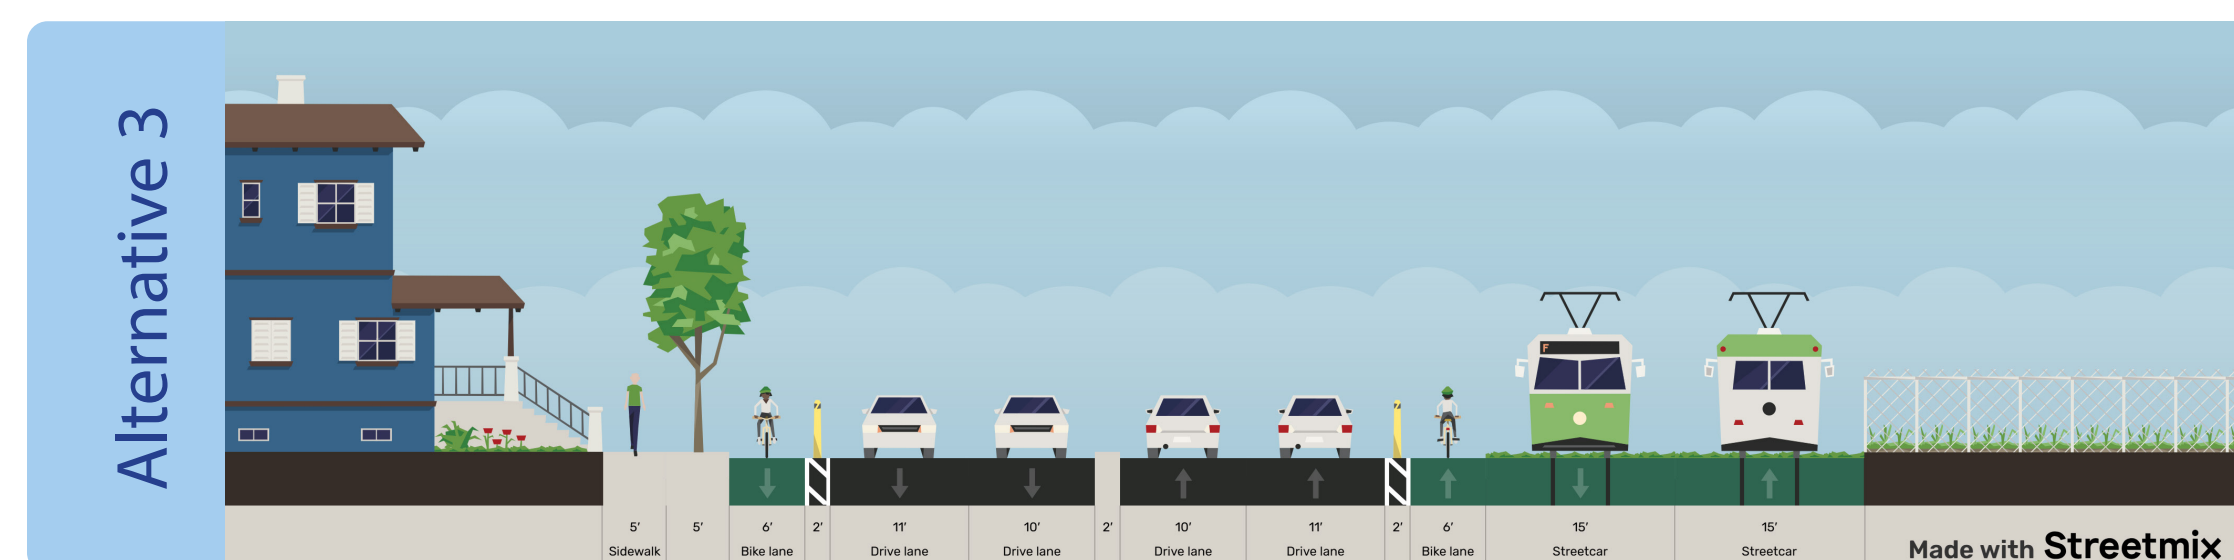 Alternative 3
F
5' 5' 6' 2' 11' 10' 2' 10' 11' 2' 6' 15' 15'
Sidewalk Bike lane Drive lane Drive lane Drive lane Drive lane Bike lane Streetcar Streetcar
Made with Streetmix